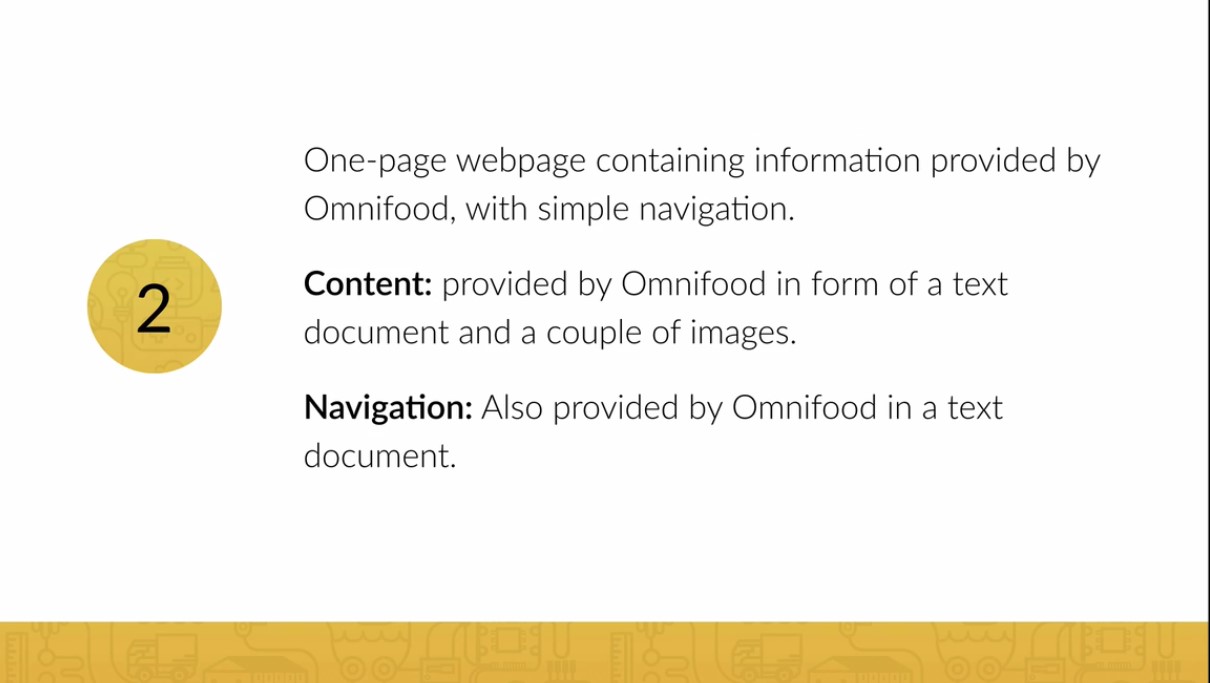 One-page webpage containing information provided by
Omnifood, with simple navigation.
2
Content: provided by Omnifood in form of a text
document and a couple of images.
Navigation: Also provided by Omnifood in a text
document.